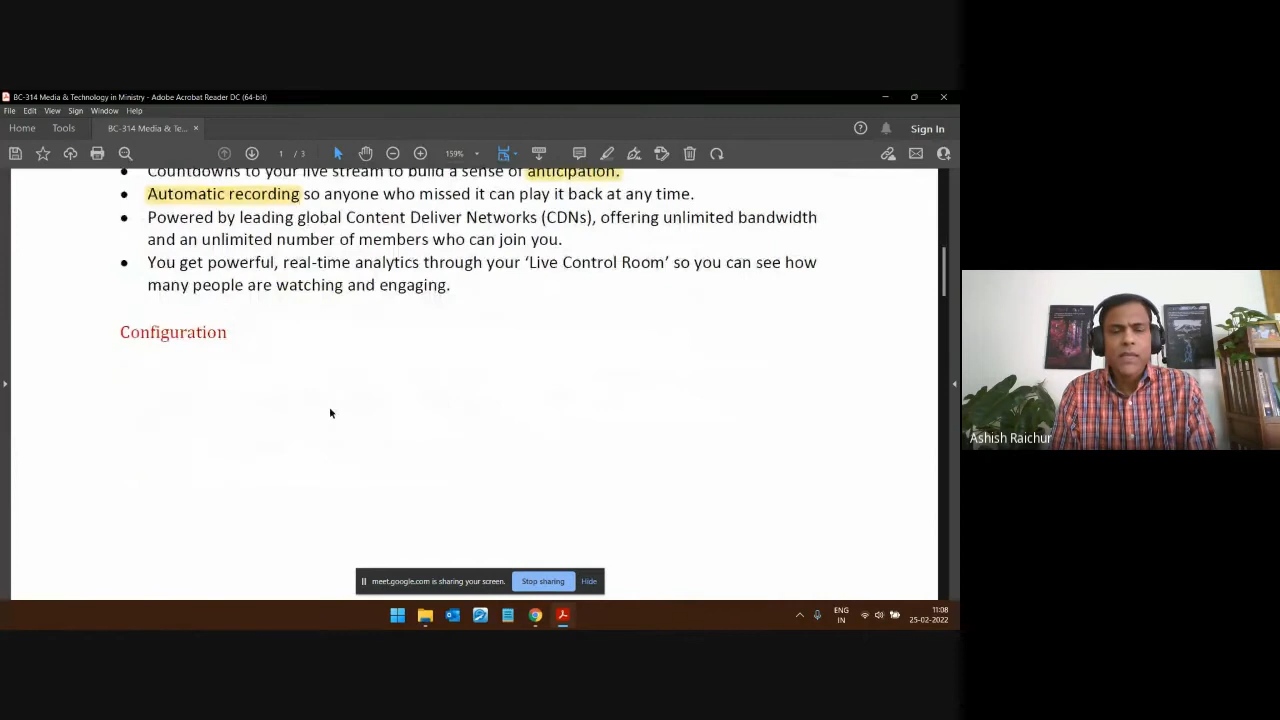 BC-314 Media & Technology in Ministry - Adobe Acrobat Reader DC (64-bit)
File Edit View Sign Window Help
Home Tools BC-314 Media & Te... × Sign In
1 / 3 159%
• Countdowns to your live stream to build a sense of anticipation.
• Automatic recording so anyone who missed it can play it back at any time.
• Powered by leading global Content Deliver Networks (CDNs), offering unlimited bandwidth
and an unlimited number of members who can join you.
• You get powerful, real-time analytics through your ‘Live Control Room’ so you can see how
many people are watching and engaging.
Configuration
Ashish Raichur
meet.google.com is sharing your screen. Stop sharing Hide
ENG 11:08
IN 25-02-2022